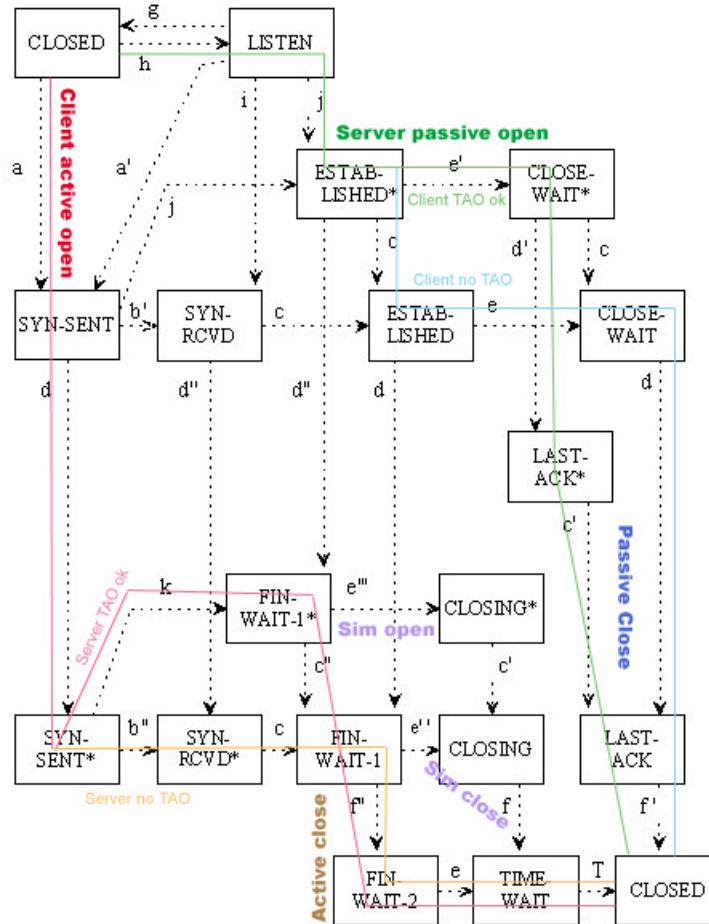 g
CLOSED
LISTEN
h
i
j
Server passive open
a
Client active open
a'
ESTAB-
LISHED*
e'
CLOSE-
WAIT*
Client TAO ok
j
c
d'
c
Client no TAO
SYN-SENT
b'
SYN-
RCVD
c
ESTAB-
LISHED
e
CLOSE-
WAIT
d
d''
d''
d
d
LAST-
ACK*
c'
Passive Close
k
Server TAO ok
FIN-
WAIT-1*
e'''
CLOSING*
Sim open
c''
c'
SYN-
SENT*
b''
SYN-
RCVD*
c
FIN-
WAIT-1
e''
CLOSING
LAST-
ACK
Server no TAO
Active close
f''
Sim close
f
f'
FIN-
WAIT-2
e
TIME-
WAIT
T
CLOSED